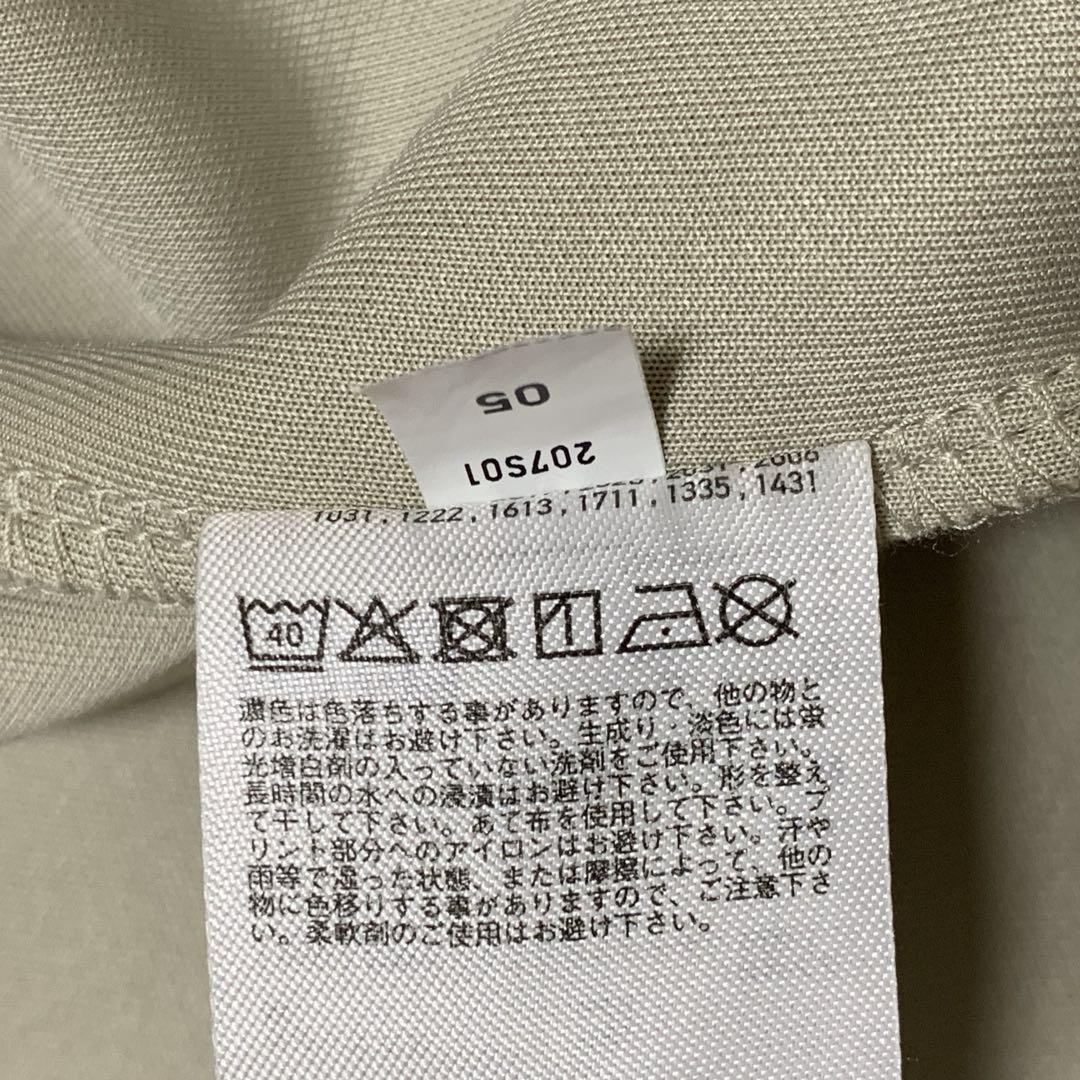 05
207S01
1031,1222,1613,1711,1335,1431
40
1
濃色は色落ちする事がありますので、他の物と
のお洗濯はお避け下さい。生成り・淡色には蛍
光増白剤の入っていない洗剤をご使用下さい。
長時間の水への浸漬はお避け下さい。形を整え
て干して下さい。あて布を使用して下さい。プ
リント部分へのアイロンはお避け下さい。汗や
雨等で湿った状態、または摩擦によって、他の
物に色移りする事がありますので、ご注意下さ
い。柔軟剤のご使用はお避け下さい。